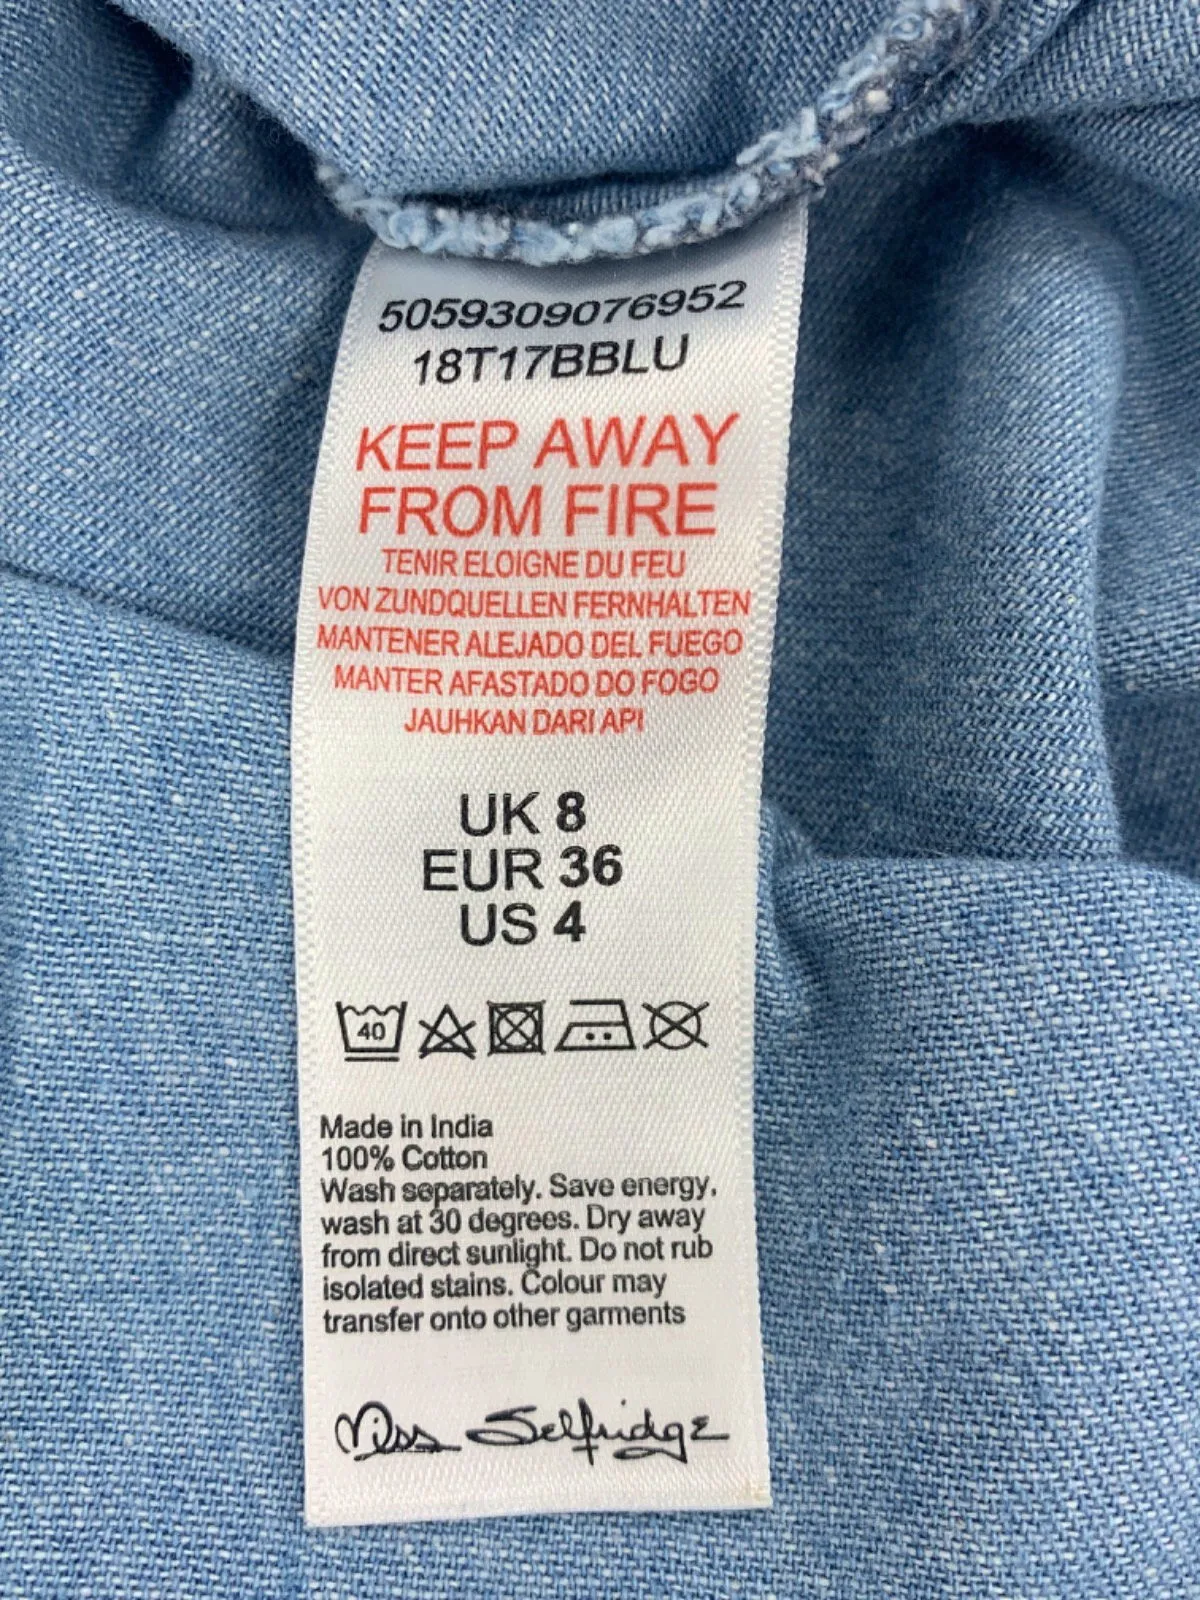 5059309076952
18T17BBLU
KEEP AWAY
FROM FIRE
TENIR ELOIGNE DU FEU
VON ZUNDQUELLEN FERNHALTEN
MANTENER ALEJADO DEL FUEGO
MANTER AFASTADO DO FOGO
JAUHKAN DARI API
UK 8
EUR 36
US 4
40
Made in India
100% Cotton
Wash separately. Save energy,
wash at 30 degrees. Dry away
from direct sunlight. Do not rub
isolated stains. Colour may
transfer onto other garments
Miss Selfridge